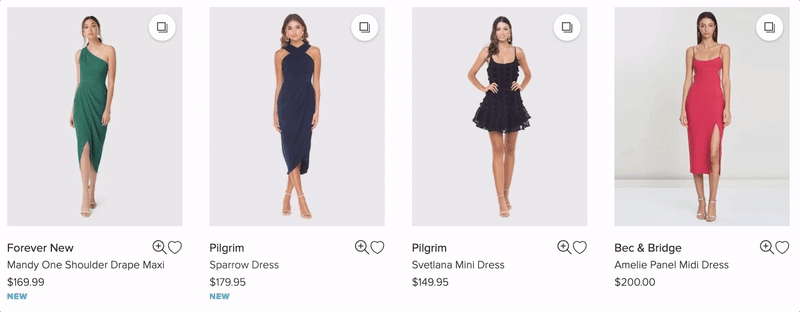 Forever New
Mandy One Shoulder Drape Maxi
$169.99
NEW
Pilgrim
Sparrow Dress
$179.95
NEW
Pilgrim
Svetlana Mini Dress
$149.95
Bec & Bridge
Amelie Panel Midi Dress
$200.00